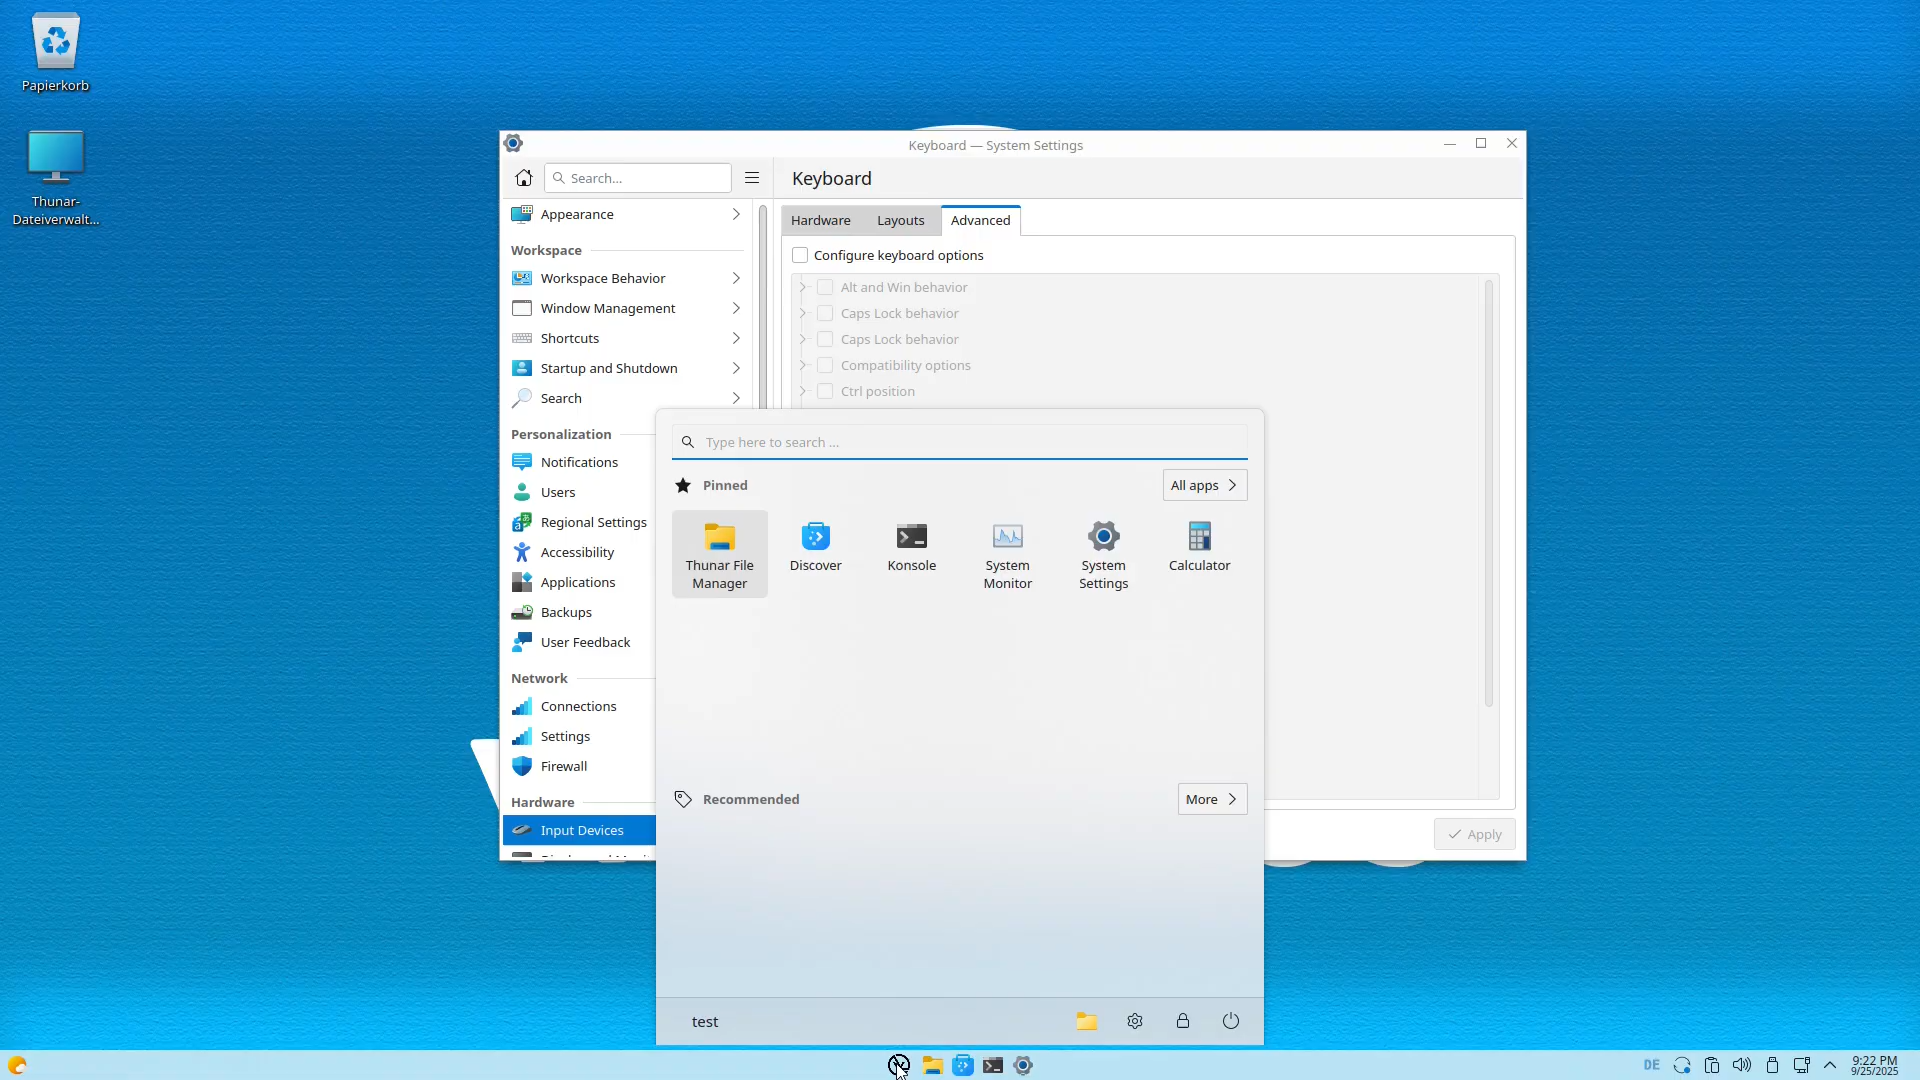 Papierkorb
Thunar-
Dateiverwalt...
Keyboard — System Settings
Search...
Keyboard
Appearance
Workspace
Workspace Behavior
Window Management
Shortcuts
Startup and Shutdown
Search
Personalization
Notifications
Users
Regional Settings
Accessibility
Applications
Backups
User Feedback
Network
Connections
Settings
Firewall
Hardware
Input Devices
Hardware
Layouts
Advanced
Configure keyboard options
Alt and Win behavior
Caps Lock behavior
Caps Lock behavior
Compatibility options
Ctrl position
Apply
Type here to search ...
Pinned
All apps
Thunar File
Manager
Discover
Konsole
System
Monitor
System
Settings
Calculator
Recommended
More
test
DE
9:22 PM
9/25/2025